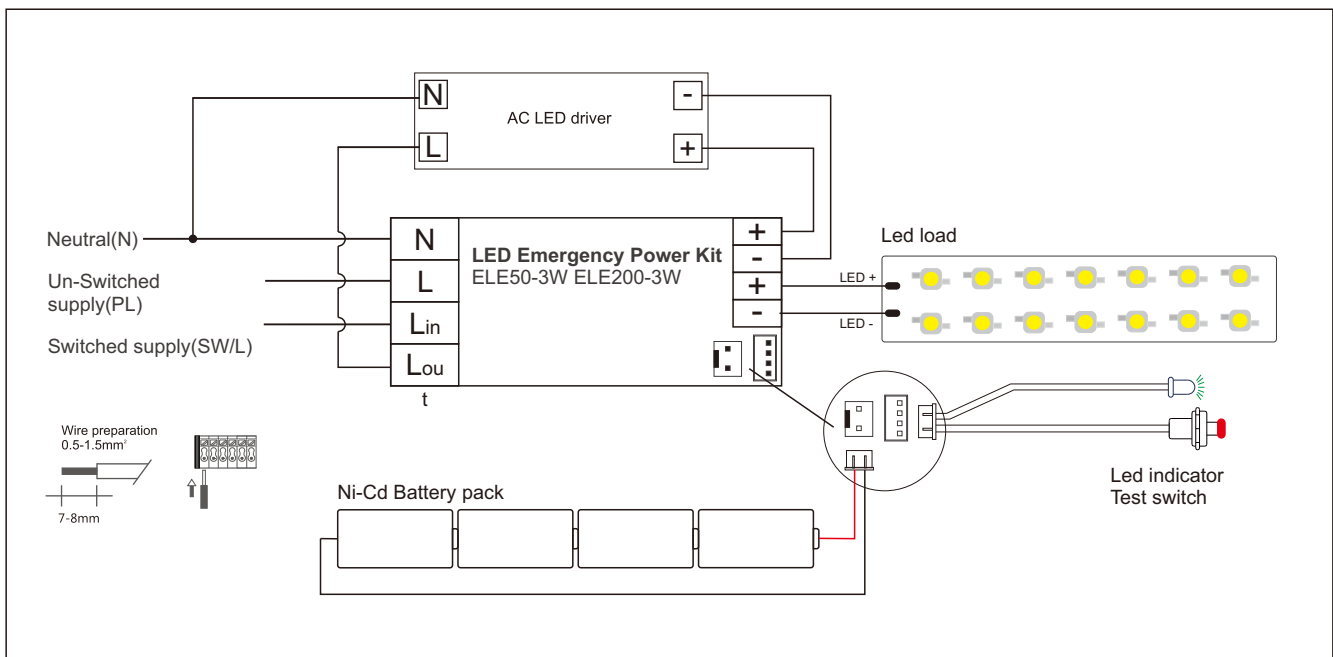 N
-
AC LED driver
L
+
Neutral(N)
Un-Switched
supply(PL)
Switched supply(SW/L)
N
L
Lin
Lou
t
LED Emergency Power Kit
ELE50-3W ELE200-3W
+
-
+
-
Led load
LED +
LED -
Wire preparation
0.5-1.5mm²
7-8mm
Ni-Cd Battery pack
Led indicator
Test switch